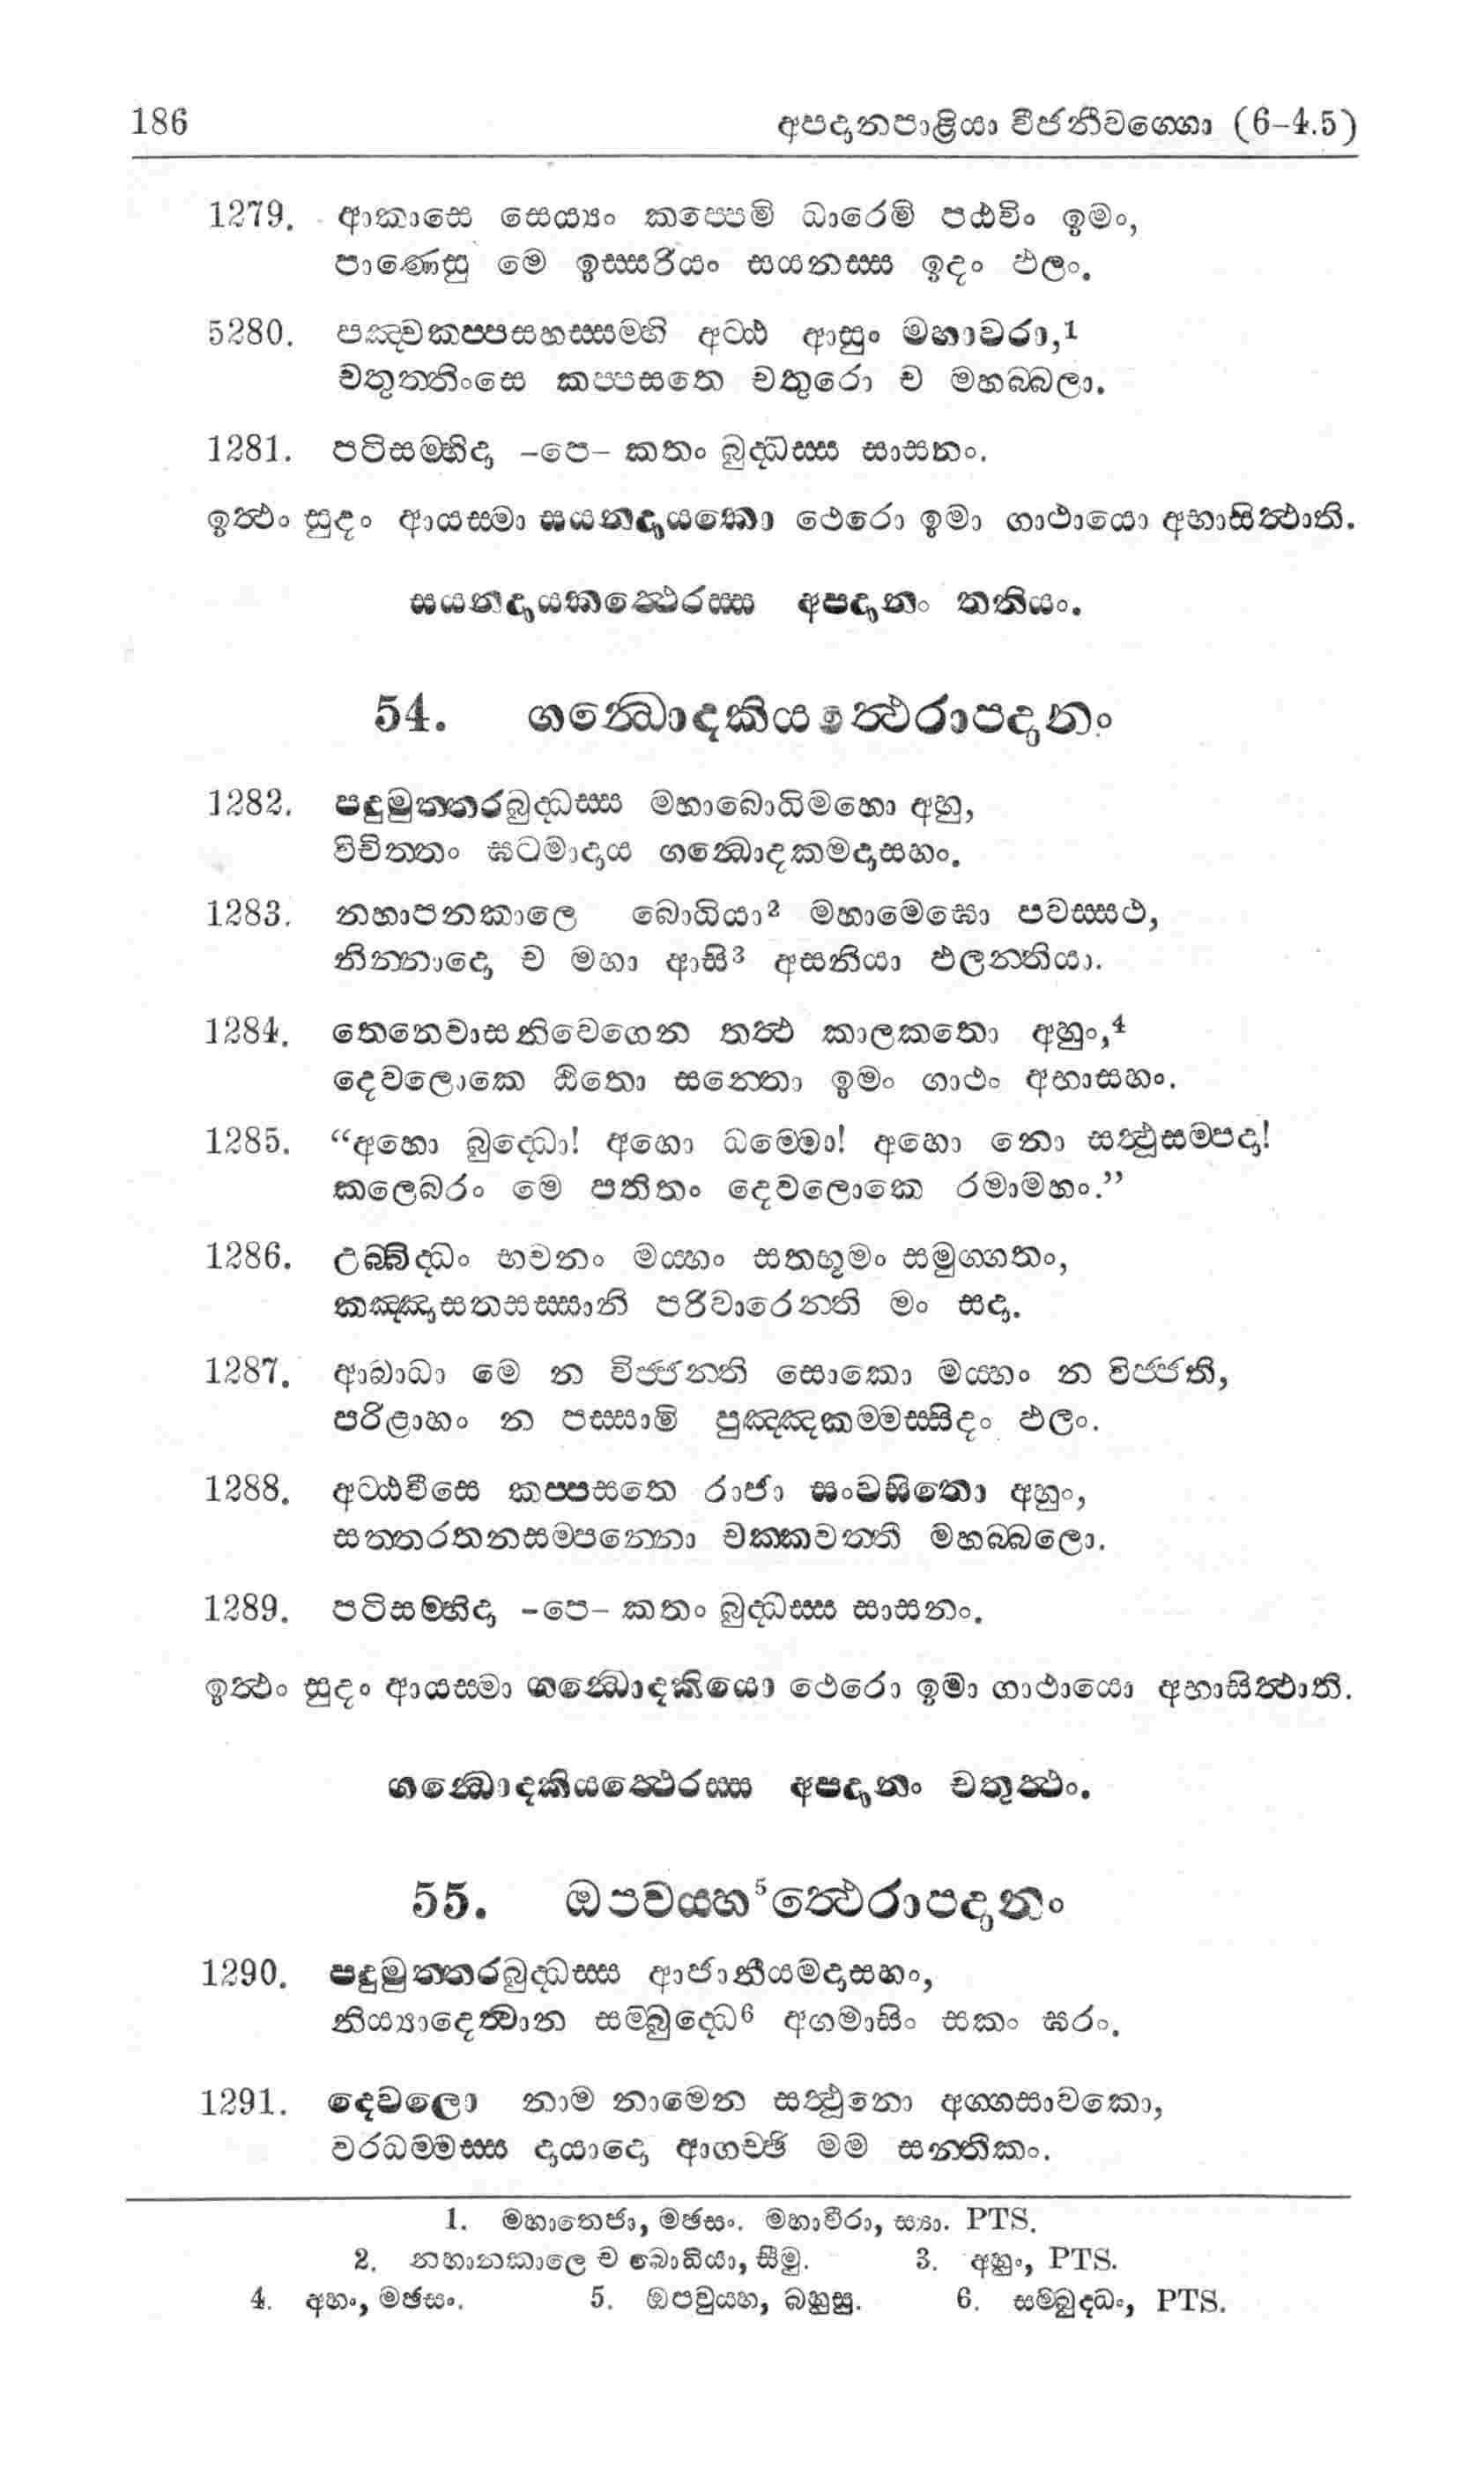 186 අපදානපාළියා වීජනීවග්ගො (6-4.5)
1279. ආකාසෙ සෙය්‍යං කප්පෙමි ධාරෙමි පඨවිං ඉමං,
පාණෙසු මෙ ඉස්සරියං සයනස්ස ඉදං ඵලං.
5280. පඤ්චකප්පසහස්සම්හි අට්ඨ ආසුං මහාවරා,1
චතුත්තිංසෙ කප්පසතෙ චතුරො ච මහබ්බලා.
1281. පටිසම්භිදා -පෙ- කතං බුද්ධස්ස සාසනං.
ඉත්ථං සුදං ආයස්මා සයනදායකො ථෙරො ඉමා ගාථායො අභාසිත්ථාති.
සයනදායකත්ථෙරස්ස අපදානං තතියං.
54. ගන්ධොදකියත්ථෙරාපදානං
1282. පදුමුත්තරබුද්ධස්ස මහාබොධිමහො අහු,
විචිත්තං ඝටමාදාය ගන්ධොදකමදාසහං.
1283. නහාපනකාලෙ බොධියා2 මහාමෙඝො පවස්සථ,
නින්නාදො ච මහා ආසි3 අසනියා ඵලන්තියා.
1284. තෙනෙවාසනිවෙගෙන තත්ථ කාලකතො අහුං,4
දෙවලොකෙ ඨිතො සන්තො ඉමං ගාථං අභාසහං.
1285. “අහො බුද්ධො! අහො ධම්මො! අහො නො සත්ථුසම්පදා!
කලෙබරං මෙ පතිතං දෙවලොකෙ රමාමහං.”
1286. උබ්බිද්ධං භවනං මය්හං සතභූමං සමුග්ගතං,
කඤ්ඤාසතසස්සානි පරිවාරෙන්ති මං සදා.
1287. ආබාධා මෙ න විජ්ජන්ති සොකො මය්හං න විජ්ජති,
පරිළාහං න පස්සාමි පුඤ්ඤකම්මස්සිදං ඵලං.
1288. අට්ඨවීසෙ කප්පසතෙ රාජා සංවසිතො අහුං,
සත්තරතනසම්පන්නො චක්කවත්තී මහබ්බලො.
1289. පටිසම්භිදා -පෙ- කතං බුද්ධස්ස සාසනං.
ඉත්ථං සුදං ආයස්මා ගන්ධොදකියො ථෙරො ඉමා ගාථායො අභාසිත්ථාති.
ගන්ධොදකියත්ථෙරස්ස අපදානං චතුත්ථං.
55. ඔපවය්හ5ත්ථෙරාපදානං
1290. පදුමුත්තරබුද්ධස්ස ආජානීයමදාසහං,
නිය්‍යාදෙත්වාන සම්බුද්ධෙ6 අගමාසිං සකං ඝරං.
1291. දෙවලො නාම නාමෙන සත්ථුනො අග්ගසාවකො,
වරධම්මස්ස දායාදො ආගච්ඡි මම සන්තිකං.
1. මහාතෙජා, මඡසං. මහාවීරා, ස්‍යා. PTS.
2. නහානකාලෙ ච බොධියා, සීමු. 3. අහුං, PTS.
4. අහං, මඡසං. 5. ඔපවුය්හ, බහුසු. 6. සම්බුද්ධං, PTS.